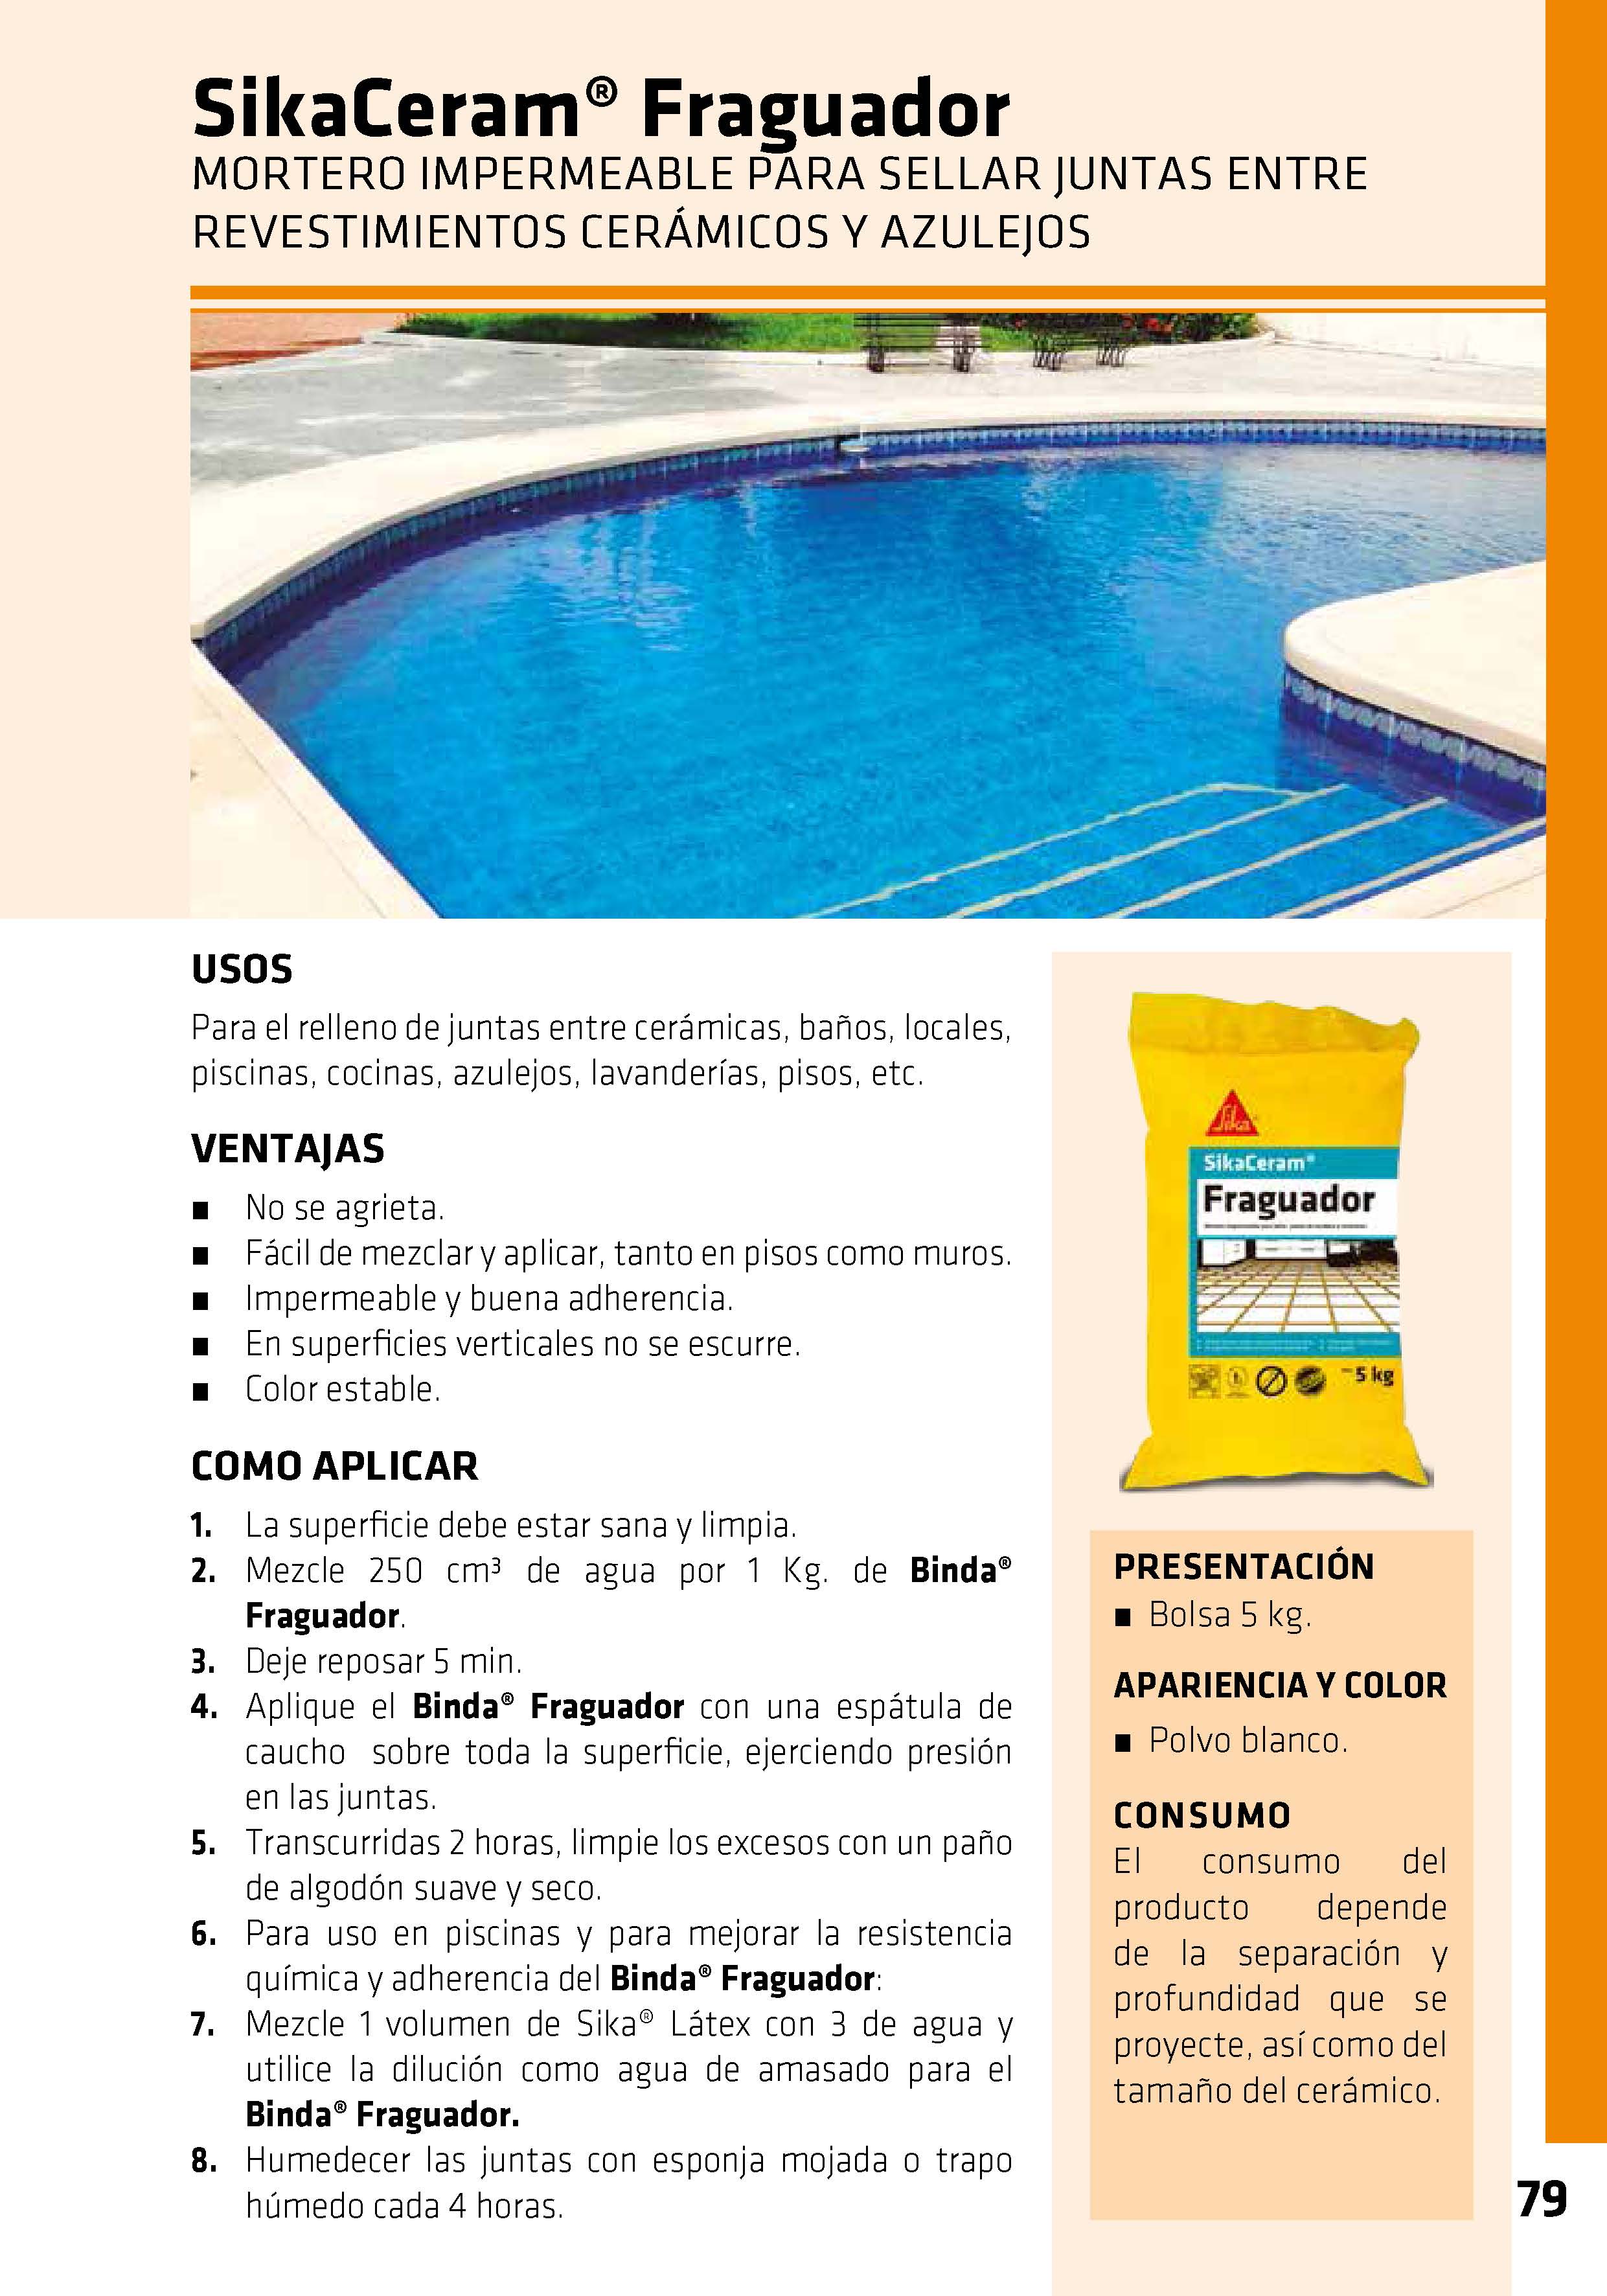 SikaCeram® Fraguador
MORTERO IMPERMEABLE PARA SELLAR JUNTAS ENTRE
REVESTIMIENTOS CERÁMICOS Y AZULEJOS
USOS
Para el relleno de juntas entre cerámicas, baños, locales,
piscinas, cocinas, azulejos, lavanderías, pisos, etc.
VENTAJAS
■ No se agrieta.
■ Fácil de mezclar y aplicar, tanto en pisos como muros.
■ Impermeable y buena adherencia.
■ En superficies verticales no se escurre.
■ Color estable.
COMO APLICAR
1. La superficie debe estar sana y limpia.
2. Mezcle 250 cm³ de agua por 1 Kg. de Binda®
Fraguador.
3. Deje reposar 5 min.
4. Aplique el Binda® Fraguador con una espátula de
caucho sobre toda la superficie, ejerciendo presión
en las juntas.
5. Transcurridas 2 horas, limpie los excesos con un paño
de algodón suave y seco.
6. Para uso en piscinas y para mejorar la resistencia
química y adherencia del Binda® Fraguador:
7. Mezcle 1 volumen de Sika® Látex con 3 de agua y
utilice la dilución como agua de amasado para el
Binda® Fraguador.
8. Humedecer las juntas con esponja mojada o trapo
húmedo cada 4 horas.
Sika
SikaCeram®
Fraguador
5 kg
PRESENTACIÓN
■ Bolsa 5 kg.
APARIENCIA Y COLOR
■ Polvo blanco.
CONSUMO
El consumo del
producto depende
de la separación y
profundidad que se
proyecte, así como del
tamaño del cerámico.
79